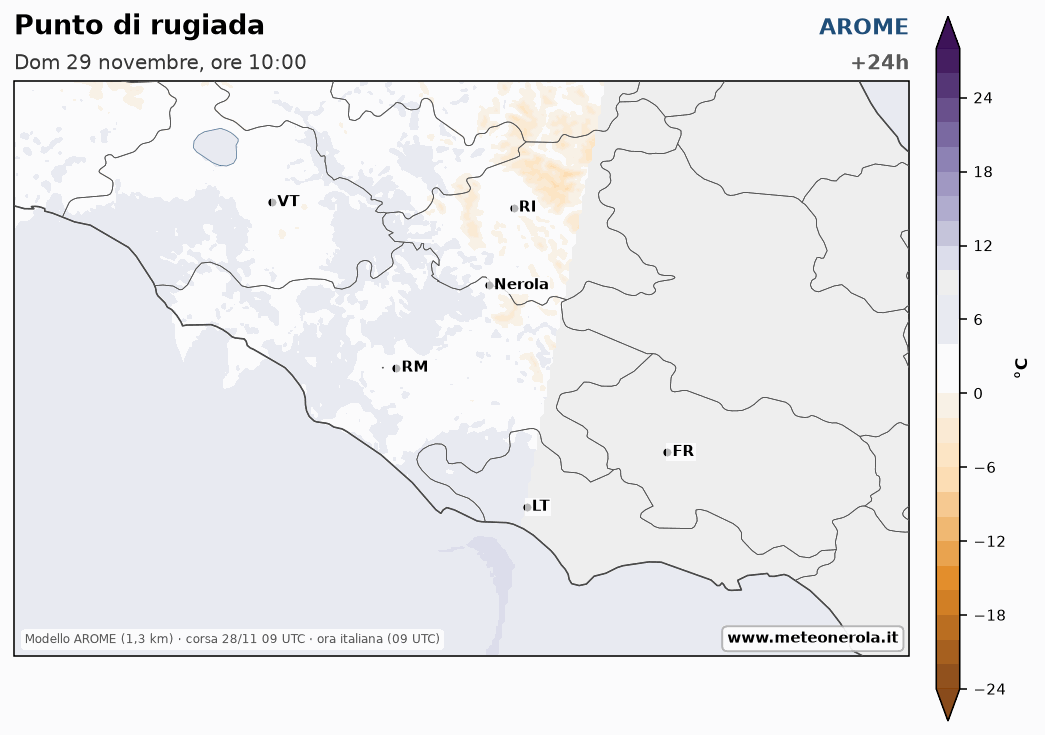 Punto di rugiada
AROME
Dom 29 novembre, ore 10:00
+24h
24
18
12
6
0
−6
−12
−18
−24
°C
VT
RI
Nerola
RM
FR
LT
Modello AROME (1,3 km) · corsa 28/11 09 UTC · ora italiana (09 UTC)
www.meteonerola.it